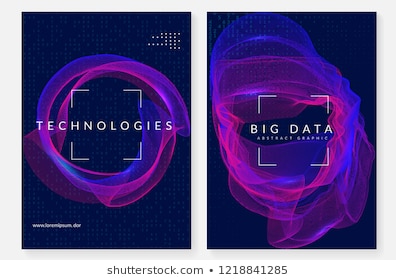 TECHNOLOGIES
www.loremipsum.dor
BIG DATA
ABSTRACT GRAPHIC
shutterstock.com • 1218841285